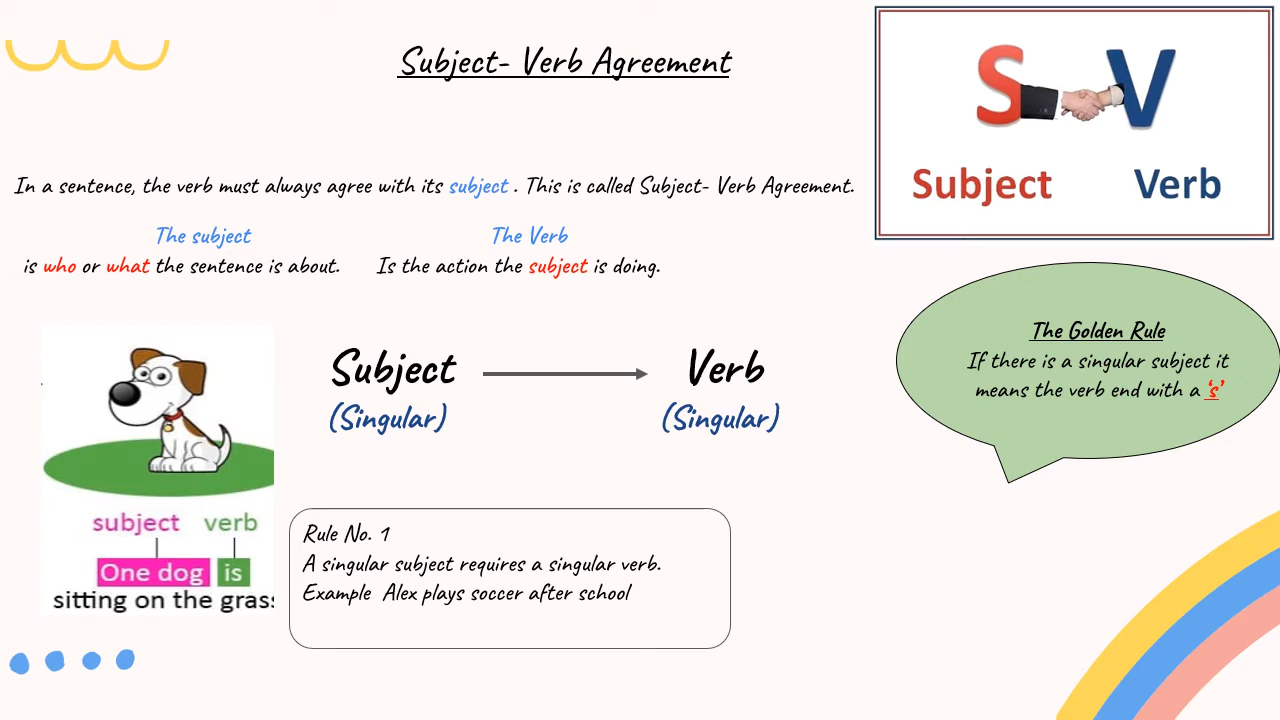 Subject- Verb Agreement
S V
Subject Verb
In a sentence, the verb must always agree with its subject . This is called Subject- Verb Agreement.
The subject
is who or what the sentence is about.
The Verb
Is the action the subject is doing.
The Golden Rule
If there is a singular subject it
means the verb end with a 's'
Subject Verb
(Singular) (Singular)
subject verb
One dog is
sitting on the grass
Rule No. 1
A singular subject requires a singular verb.
Example Alex plays soccer after school